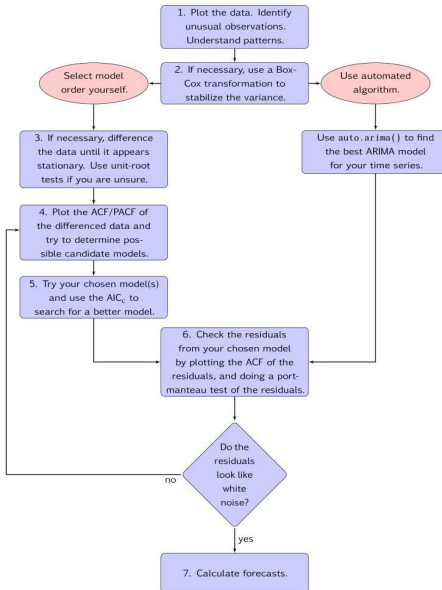 1. Plot the data. Identify
unusual observations.
Understand patterns.
Select model
order yourself.
2. If necessary, use a Box-
Cox transformation to
stabilize the variance.
Use automated
algorithm.
3. If necessary, difference
the data until it appears
stationary. Use unit-root
tests if you are unsure.
Use auto.arima() to find
the best ARIMA model
for your time series.
4. Plot the ACF/PACF of
the differenced data and
try to determine pos-
sible candidate models.
5. Try your chosen model(s)
and use the AICc to
search for a better model.
6. Check the residuals
from your chosen model
by plotting the ACF of the
residuals, and doing a port-
manteau test of the residuals.
Do the
residuals
look like
white
noise?
no
yes
7. Calculate forecasts.